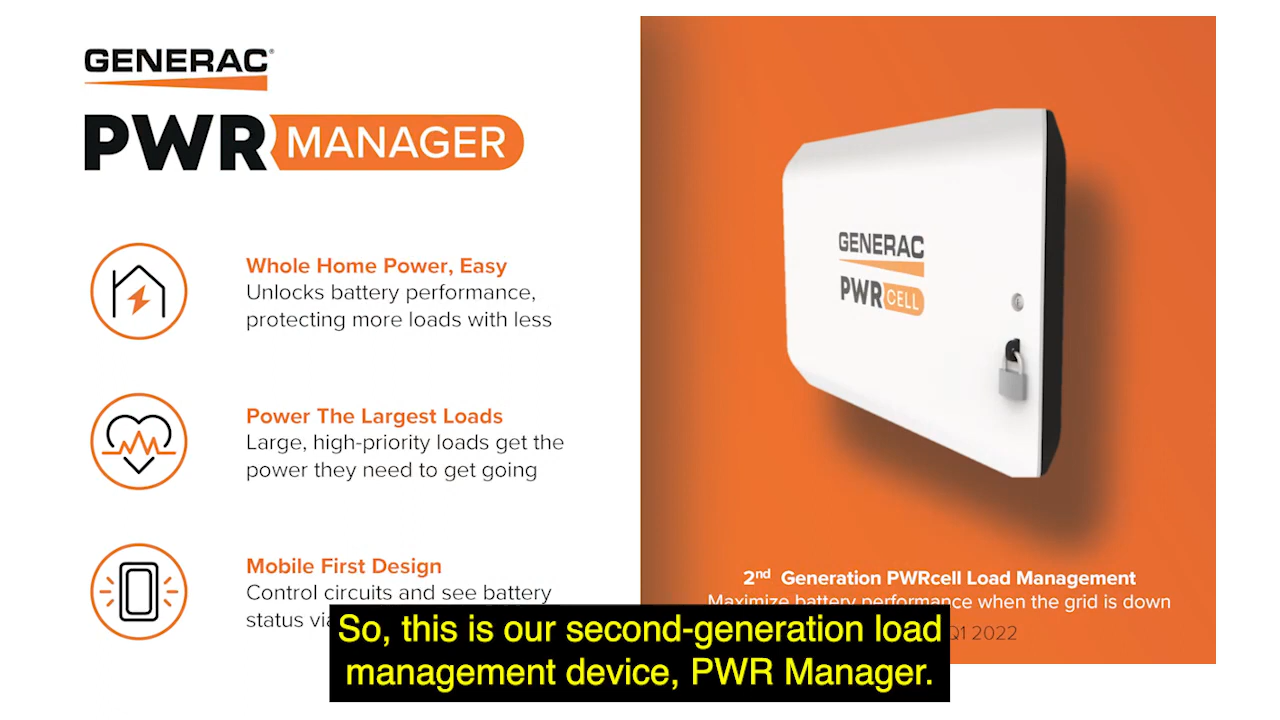 GENERAC®
PWR MANAGER
Whole Home Power, Easy
Unlocks battery performance,
protecting more loads with less
Power The Largest Loads
Large, high-priority loads get the
power they need to get going
Mobile First Design
Control circuits and see battery
status via
GENERAC
PWR CELL
2nd Generation PWRcell Load Management
Maximize battery performance when the grid is down
Q1 2022
So, this is our second-generation load
management device, PWR Manager.